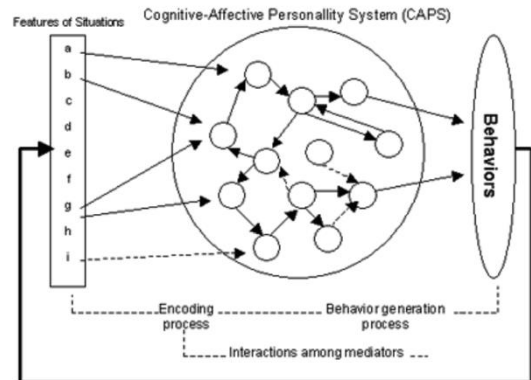 Cognitive-Affective Personallity System (CAPS)
Features of Situations
a
b
c
d
e
f
g
h
i
Behaviors
Encoding
process
Behavior generation
process
Interactions among mediators